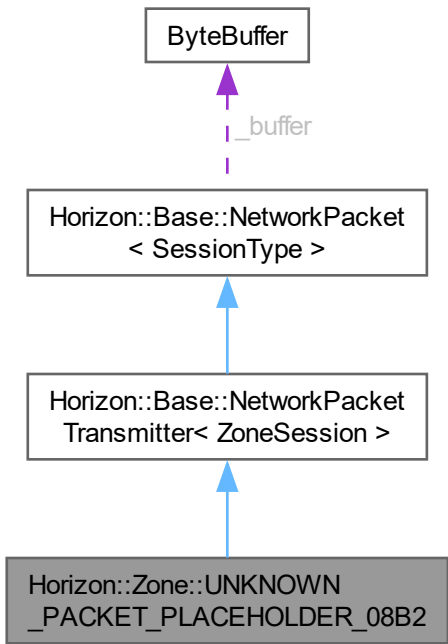 ByteBuffer
_buffer
Horizon::Base::NetworkPacket
< SessionType >
Horizon::Base::NetworkPacket
Transmitter< ZoneSession >
Horizon::Zone::UNKNOWN
_PACKET_PLACEHOLDER_08B2